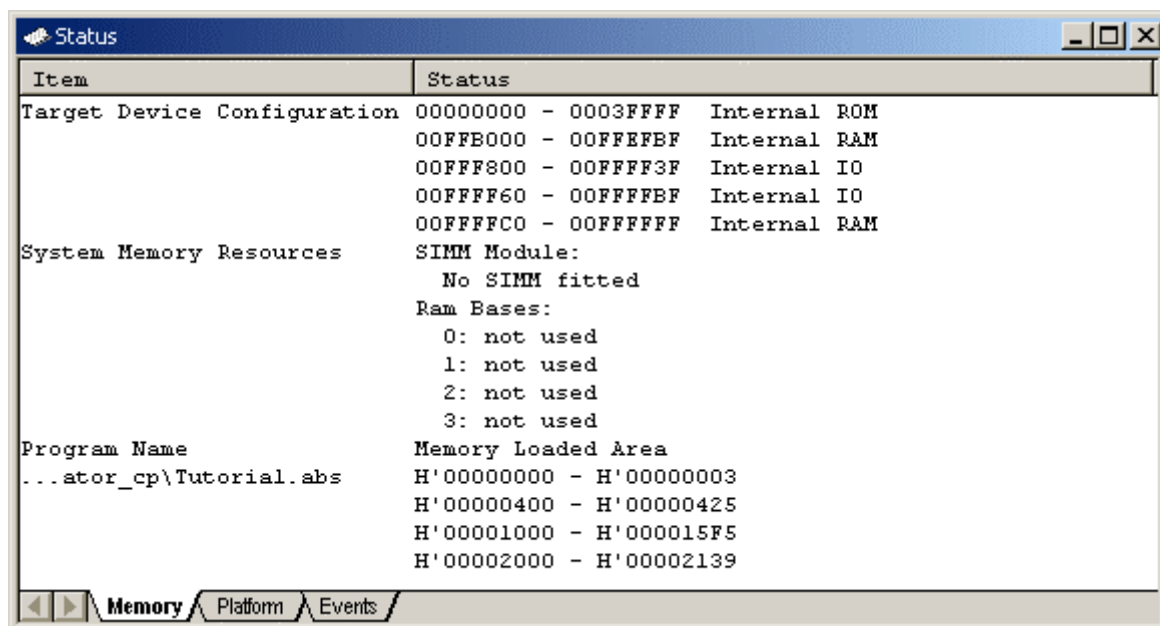 Status
Item Status
Target Device Configuration 00000000 - 0003FFFF Internal ROM
00FFB000 - 00FFEFBF Internal RAM
00FFF800 - 00FFFF3F Internal IO
00FFFF60 - 00FFFFBF Internal IO
00FFFFC0 - 00FFFFFF Internal RAM
System Memory Resources SIMM Module:
No SIMM fitted
Ram Bases:
0: not used
1: not used
2: not used
3: not used
Program Name Memory Loaded Area
...ator_cp\Tutorial.abs H'00000000 - H'00000003
H'00000400 - H'00000425
H'00001000 - H'000015F5
H'00002000 - H'00002139
Memory Platform Events